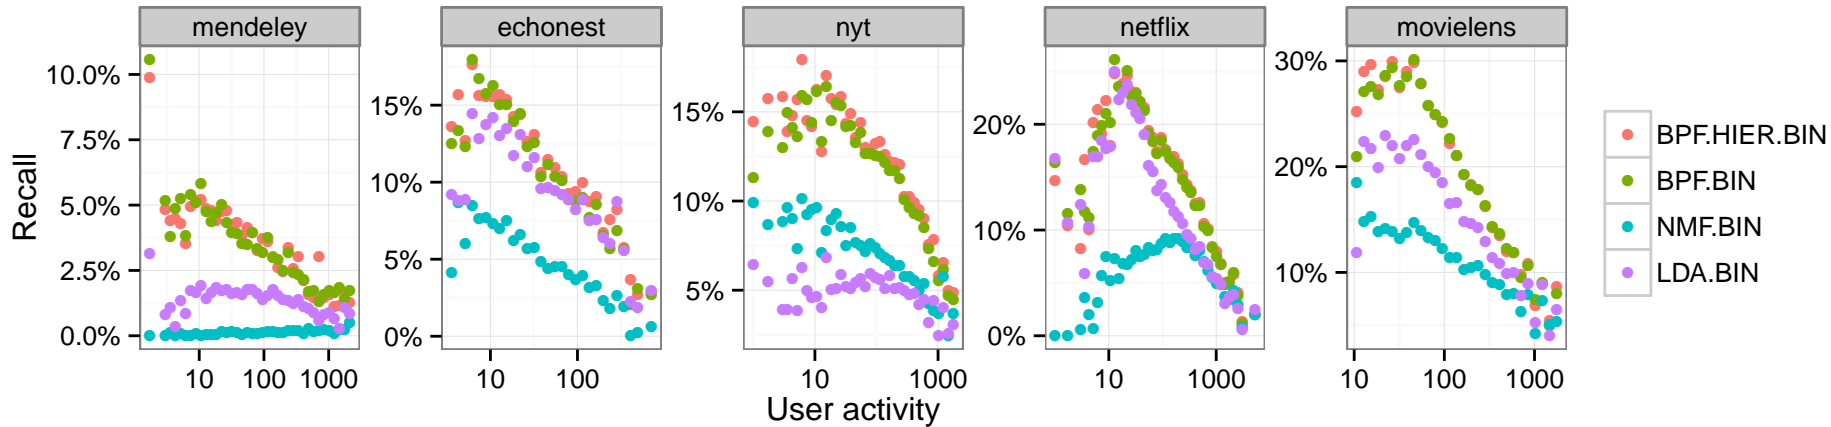 mendeley
echonest
nyt
netflix
movielens
Recall
10.0%
7.5%
5.0%
2.5%
0.0%
15%
10%
5%
0%
15%
10%
5%
20%
10%
0%
30%
20%
10%
10 100 1000
10 100
10 1000
10 1000
10 100 1000
User activity
BPF.HIER.BIN
BPF.BIN
NMF.BIN
LDA.BIN